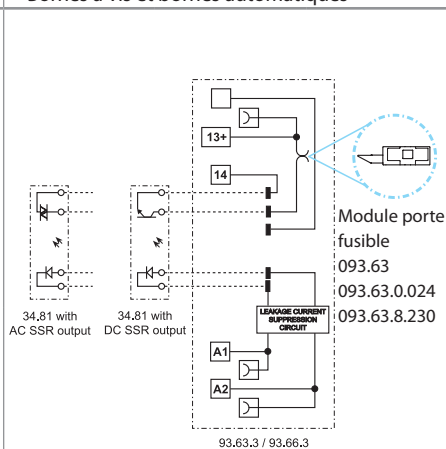 Bornes à vis et bornes automatiques
13+
14
Module porte
fusible
093.63
093.63.0.024
093.63.8.230
34.81 with
AC SSR output
34.81 with
DC SSR output
LEAKAGE CURRENT
SUPPRESSION
CIRCUIT
A1
A2
93.63.3 / 93.66.3